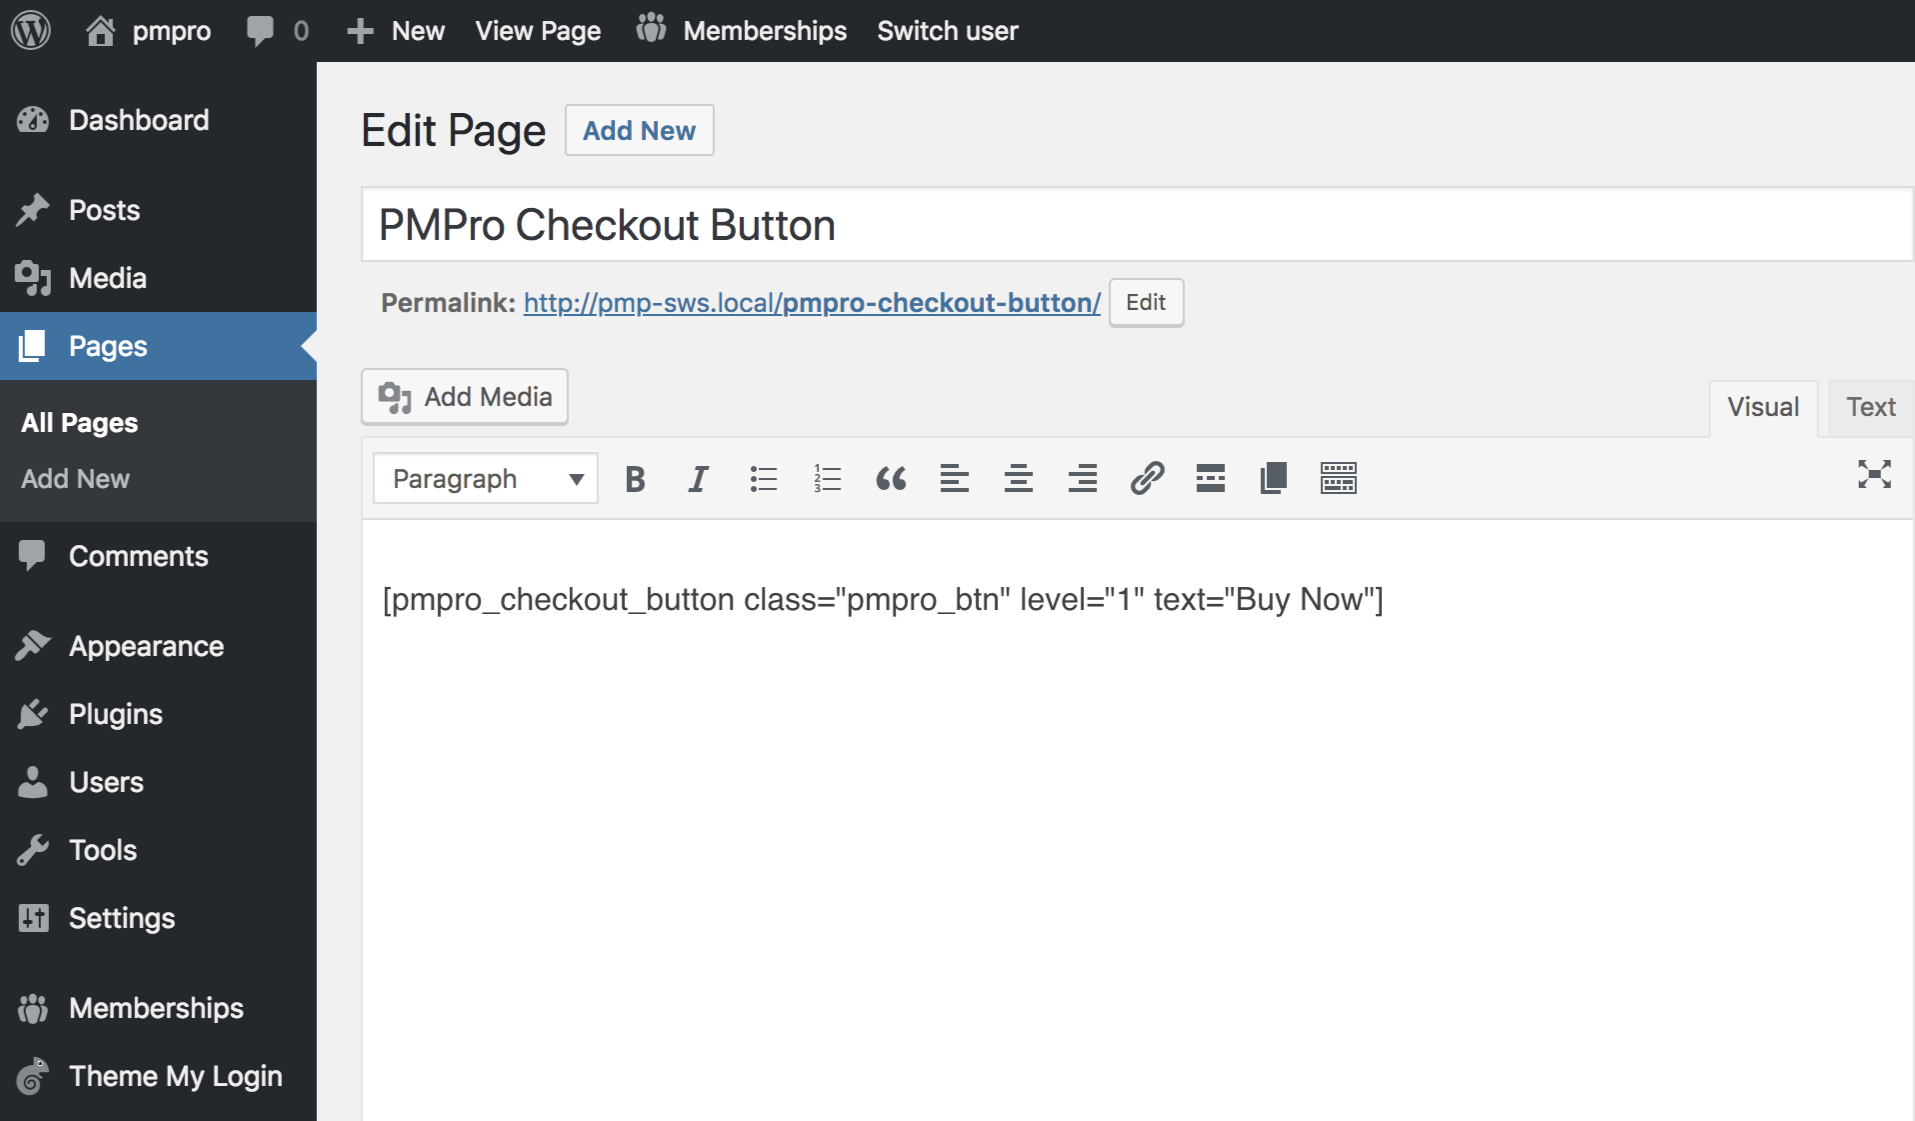 pmpro 0 New View Page Memberships Switch user
Dashboard
Posts
Media
Pages
All Pages
Add New
Comments
Appearance
Plugins
Users
Tools
Settings
Memberships
Theme My Login
Edit Page Add New
PMPro Checkout Button
Permalink: http://pmp-sws.local/pmpro-checkout-button/ Edit
Add Media
Visual Text
Paragraph
[pmpro_checkout_button class="pmpro_btn" level="1" text="Buy Now"]